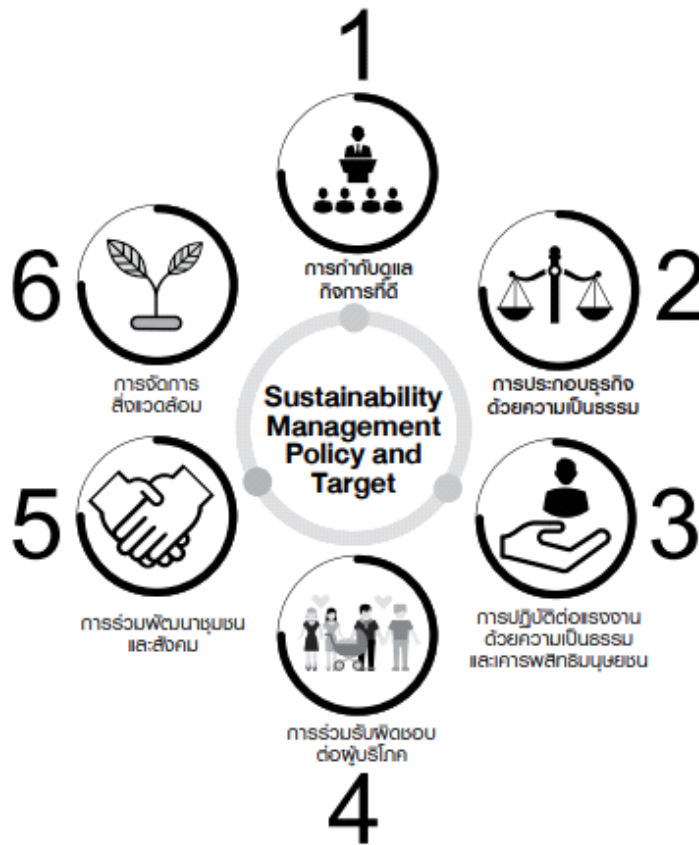 1
การกำกับดูแล
กิจการที่ดี
2
การประกอบธุรกิจ
ด้วยความเป็นธรรม
3
การปฏิบัติต่อแรงงาน
ด้วยความเป็นธรรม
และเคารพสิทธิมนุษยชน
4
การร่วมรับผิดชอบ
ต่อผู้บริโภค
5
การร่วมพัฒนาชุมชน
และสังคม
6
การจัดการ
สิ่งแวดล้อม
Sustainability
Management
Policy and
Target